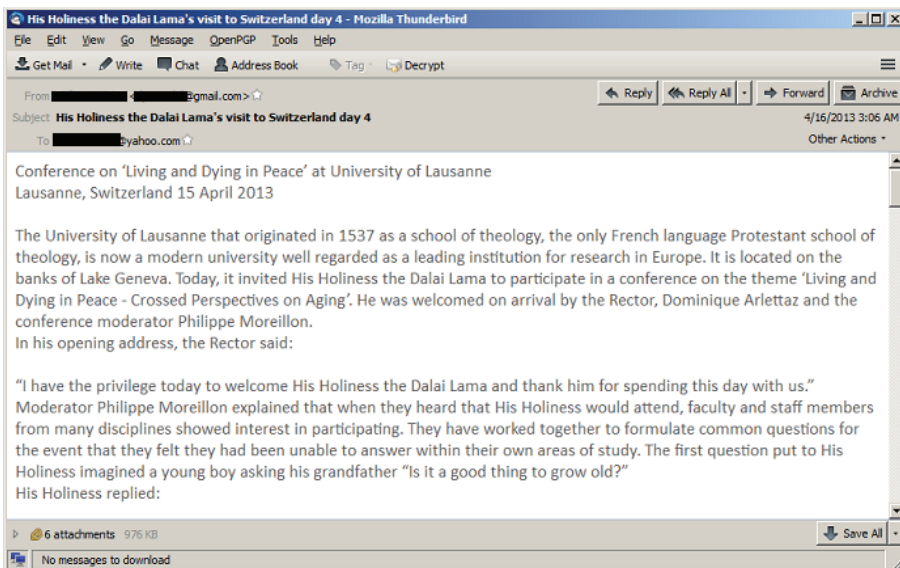 His Holiness the Dalai Lama's visit to Switzerland day 4 - Mozilla Thunderbird
File Edit View Go Message OpenPGP Tools Help
Get Mail Write Chat Address Book Tag Decrypt
From @gmail.com> Reply Reply All Forward Archive
Subject His Holiness the Dalai Lama's visit to Switzerland day 4 4/16/2013 3:06 AM
To @yahoo.com Other Actions
Conference on ‘Living and Dying in Peace’ at University of Lausanne
Lausanne, Switzerland 15 April 2013
The University of Lausanne that originated in 1537 as a school of theology, the only French language Protestant school of
theology, is now a modern university well regarded as a leading institution for research in Europe. It is located on the
banks of Lake Geneva. Today, it invited His Holiness the Dalai Lama to participate in a conference on the theme ‘Living and
Dying in Peace - Crossed Perspectives on Aging’. He was welcomed on arrival by the Rector, Dominique Arlettaz and the
conference moderator Philippe Moreillon.
In his opening address, the Rector said:
“I have the privilege today to welcome His Holiness the Dalai Lama and thank him for spending this day with us.”
Moderator Philippe Moreillon explained that when they heard that His Holiness would attend, faculty and staff members
from many disciplines showed interest in participating. They have worked together to formulate common questions for
the event that they felt they had been unable to answer within their own areas of study. The first question put to His
Holiness imagined a young boy asking his grandfather “Is it a good thing to grow old?”
His Holiness replied:
6 attachments 976 KB Save All
No messages to download